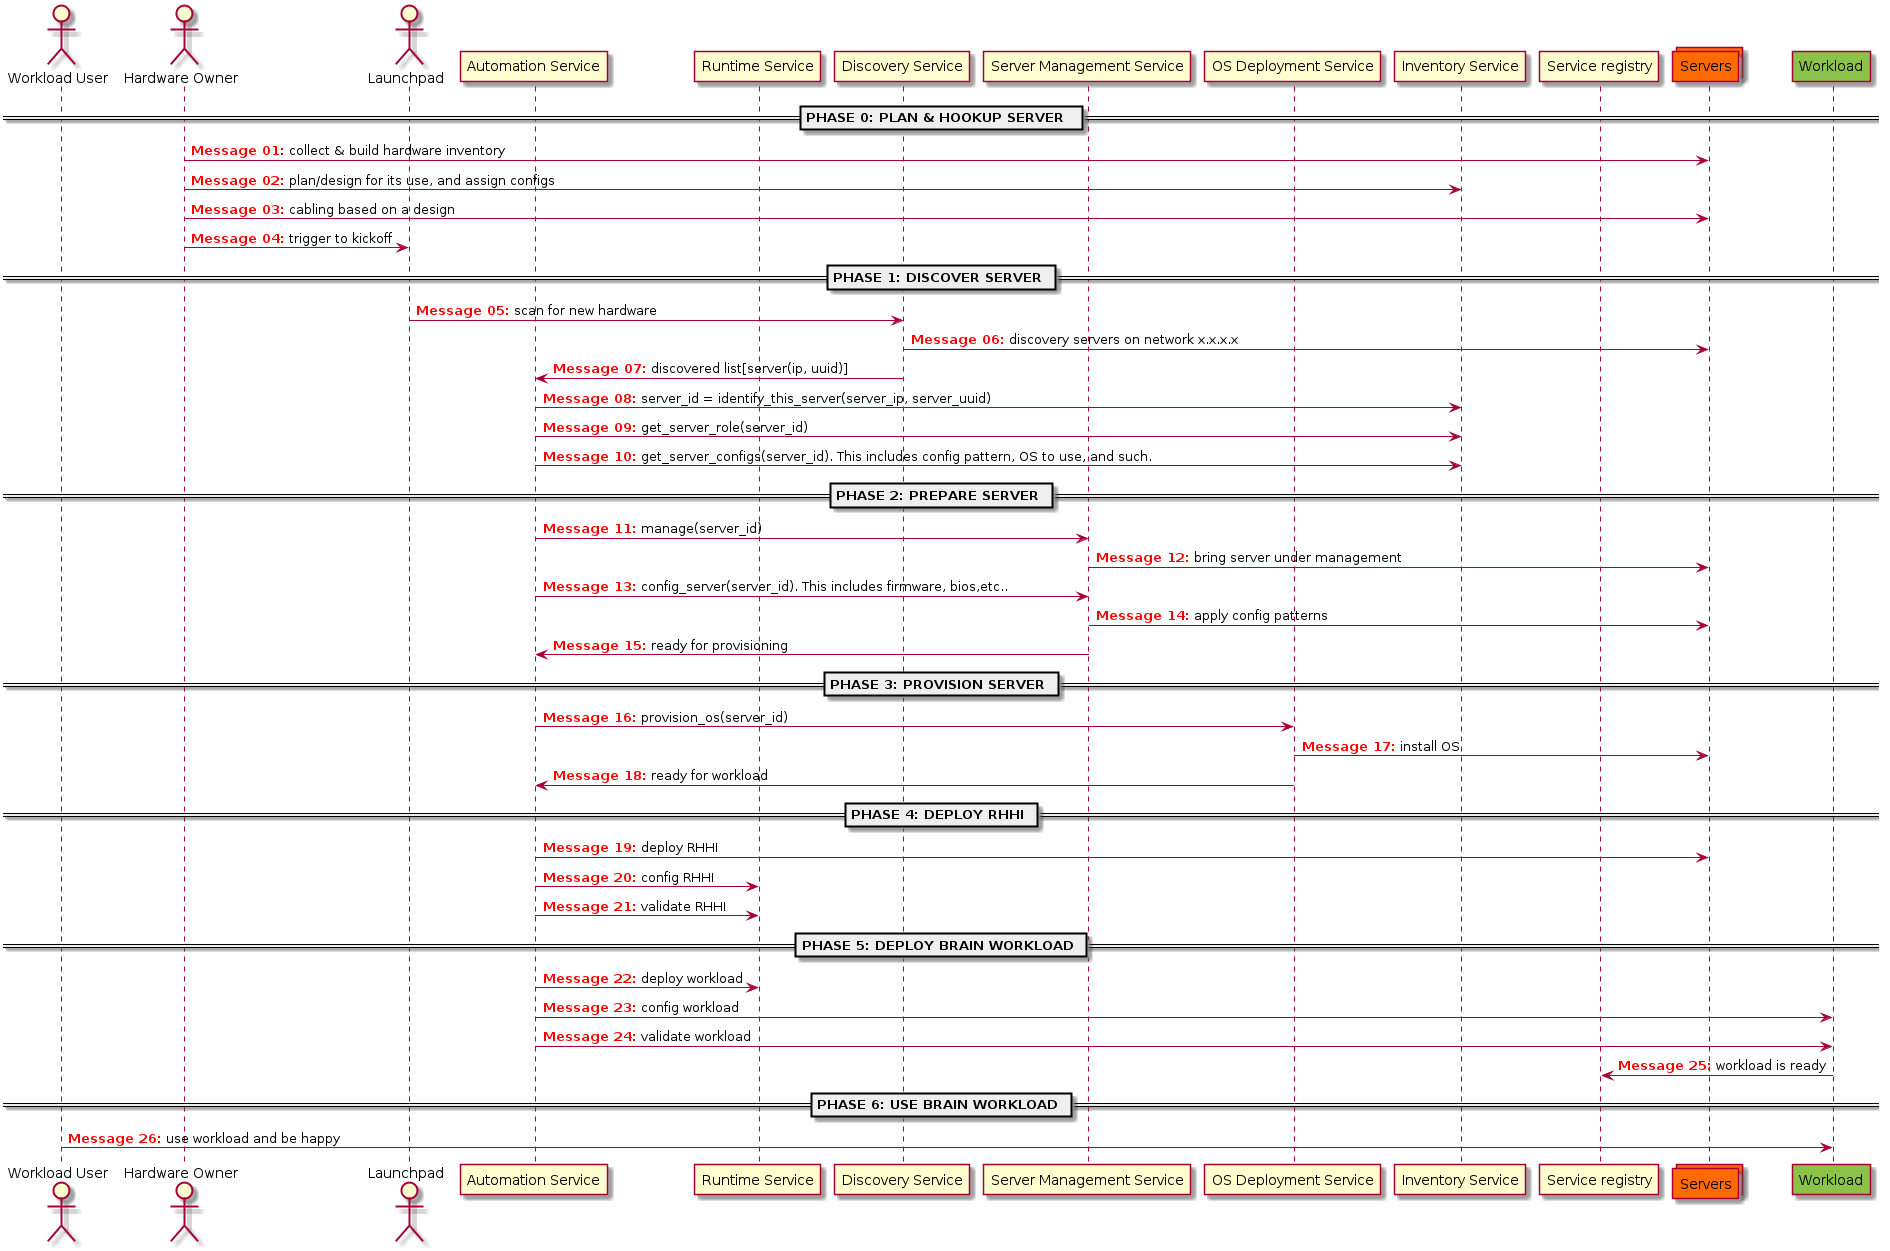 Workload User
Hardware Owner
Launchpad
Automation Service
Runtime Service
Discovery Service
Server Management Service
OS Deployment Service
Inventory Service
Service registry
Servers
Workload
PHASE 0: PLAN & HOOKUP SERVER
Message 01: collect & build hardware inventory
Message 02: plan/design for its use, and assign configs
Message 03: cabling based on a design
Message 04: trigger to kickoff
PHASE 1: DISCOVER SERVER
Message 05: scan for new hardware
Message 06: discovery servers on network x.x.x.x
Message 07: discovered list[server(ip, uuid)]
Message 08: server_id = identify_this_server(server_ip, server_uuid)
Message 09: get_server_role(server_id)
Message 10: get_server_configs(server_id). This includes config pattern, OS to use, and such.
PHASE 2: PREPARE SERVER
Message 11: manage(server_id)
Message 12: bring server under management
Message 13: config_server(server_id). This includes firmware, bios,etc..
Message 14: apply config patterns
Message 15: ready for provisioning
PHASE 3: PROVISION SERVER
Message 16: provision_os(server_id)
Message 17: install OS
Message 18: ready for workload
PHASE 4: DEPLOY RHHI
Message 19: deploy RHHI
Message 20: config RHHI
Message 21: validate RHHI
PHASE 5: DEPLOY BRAIN WORKLOAD
Message 22: deploy workload
Message 23: config workload
Message 24: validate workload
Message 25: workload is ready
PHASE 6: USE BRAIN WORKLOAD
Message 26: use workload and be happy
Workload User
Hardware Owner
Launchpad
Automation Service
Runtime Service
Discovery Service
Server Management Service
OS Deployment Service
Inventory Service
Service registry
Servers
Workload